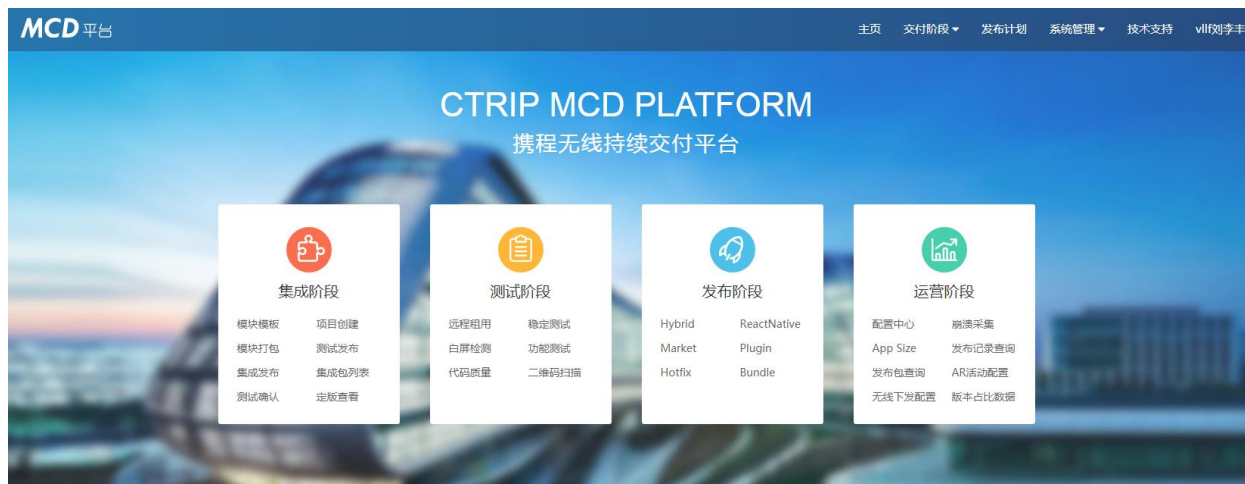 MCD 平台
主页 交付阶段 发布计划 系统管理 技术支持 vllf刘李丰
CTRIP MCD PLATFORM
携程无线持续交付平台
集成阶段
模块模板 项目创建
模块打包 测试发布
集成发布 集成包列表
测试确认 定版查看
测试阶段
远程租用 稳定测试
白屏检测 功能测试
代码质量 二维码扫描
发布阶段
Hybrid ReactNative
Market Plugin
Hotfix Bundle
运营阶段
配置中心 崩溃采集
App Size 发布记录查询
发布包查询 AR活动配置
无线下发配置 版本占比数据